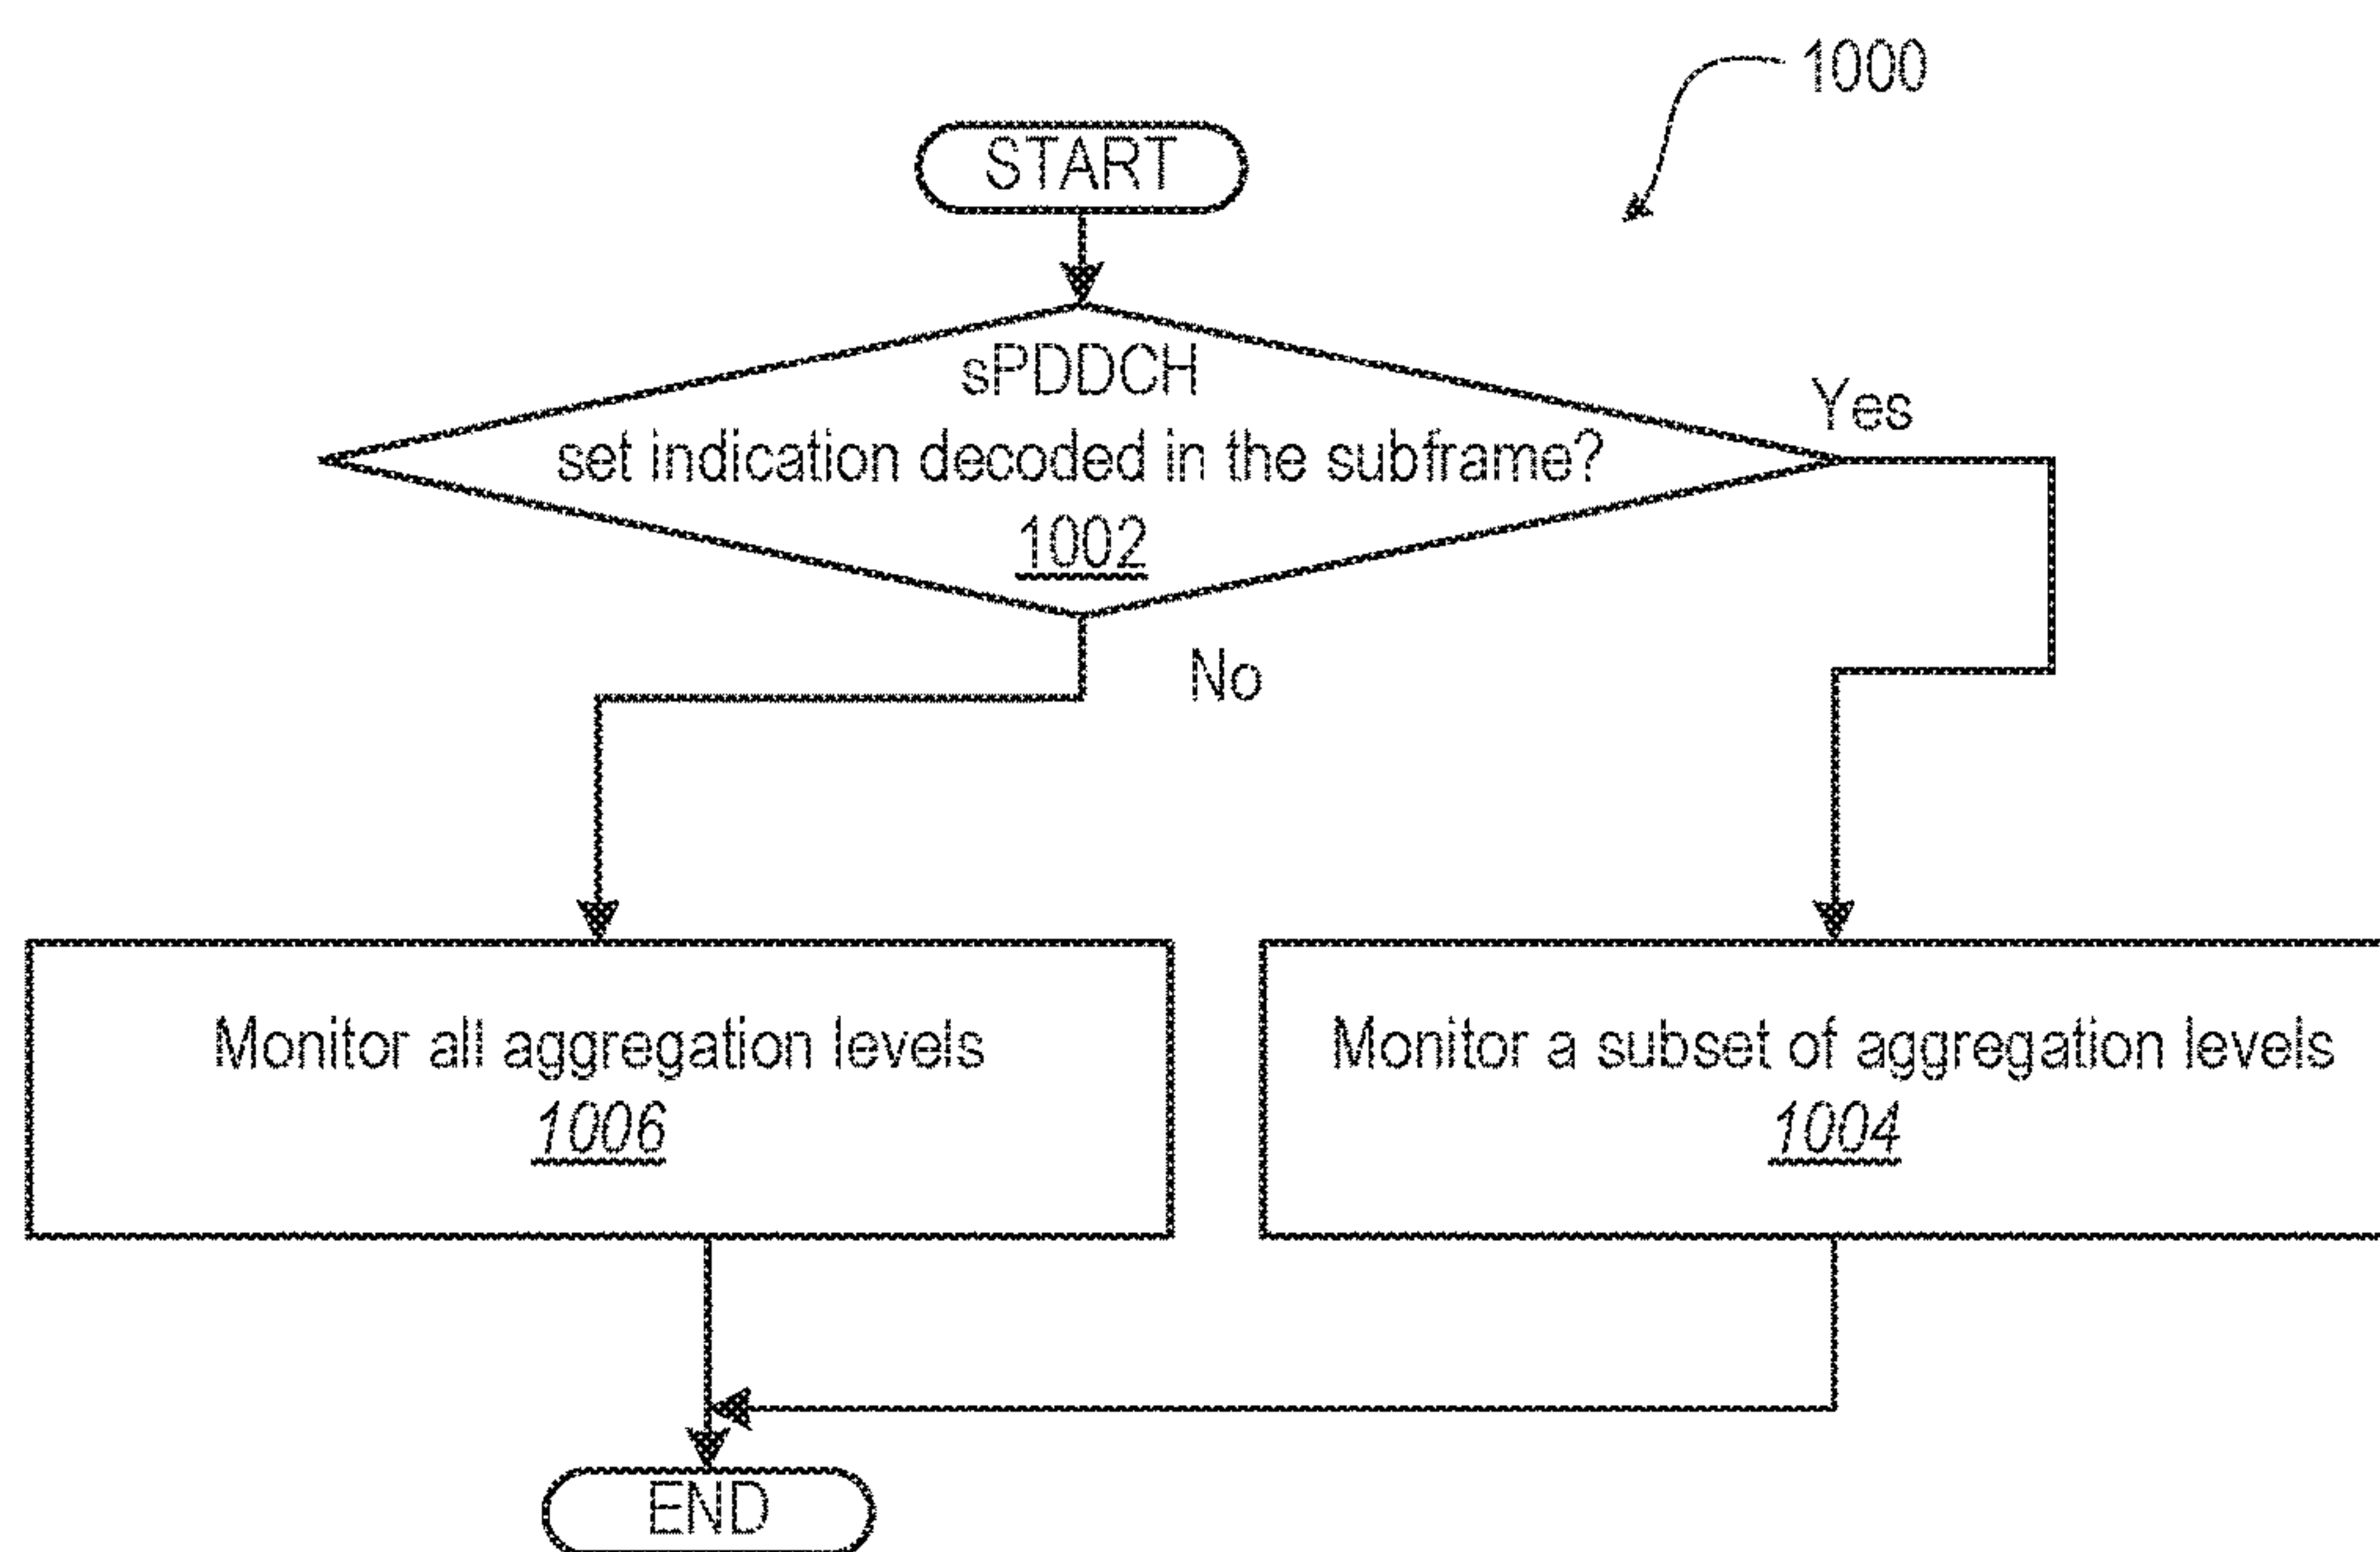 1000
START
sPDDCH
set indication decoded in the subframe?
1002
Yes
No
Monitor all aggregation levels
1006
Monitor a subset of aggregation levels
1004
END